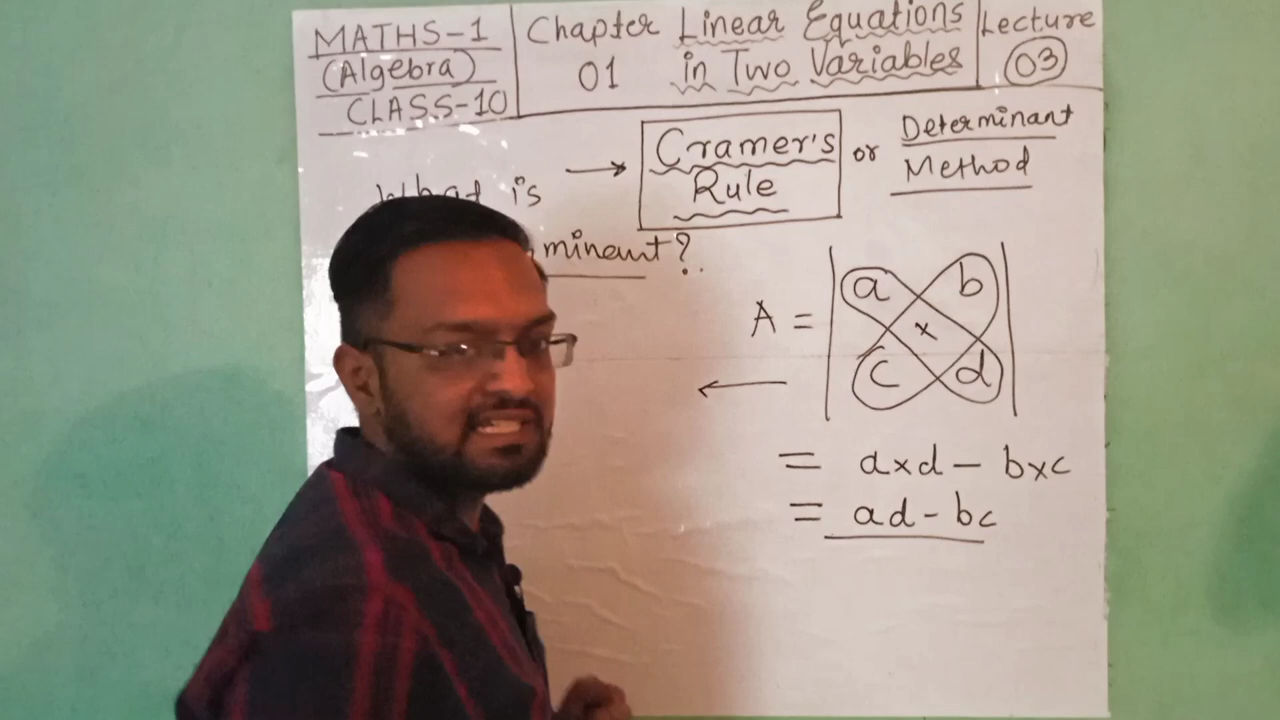 MATHS-1
(Algebra)
CLASS-10
Chapter 01
Linear Equations
in Two Variables
Lecture
03
What is
minant?
→ Cramer's
Rule
or
Determinant
Method
A = | a b |
×
| c d |
←
= a×d - b×c
= ad - bc